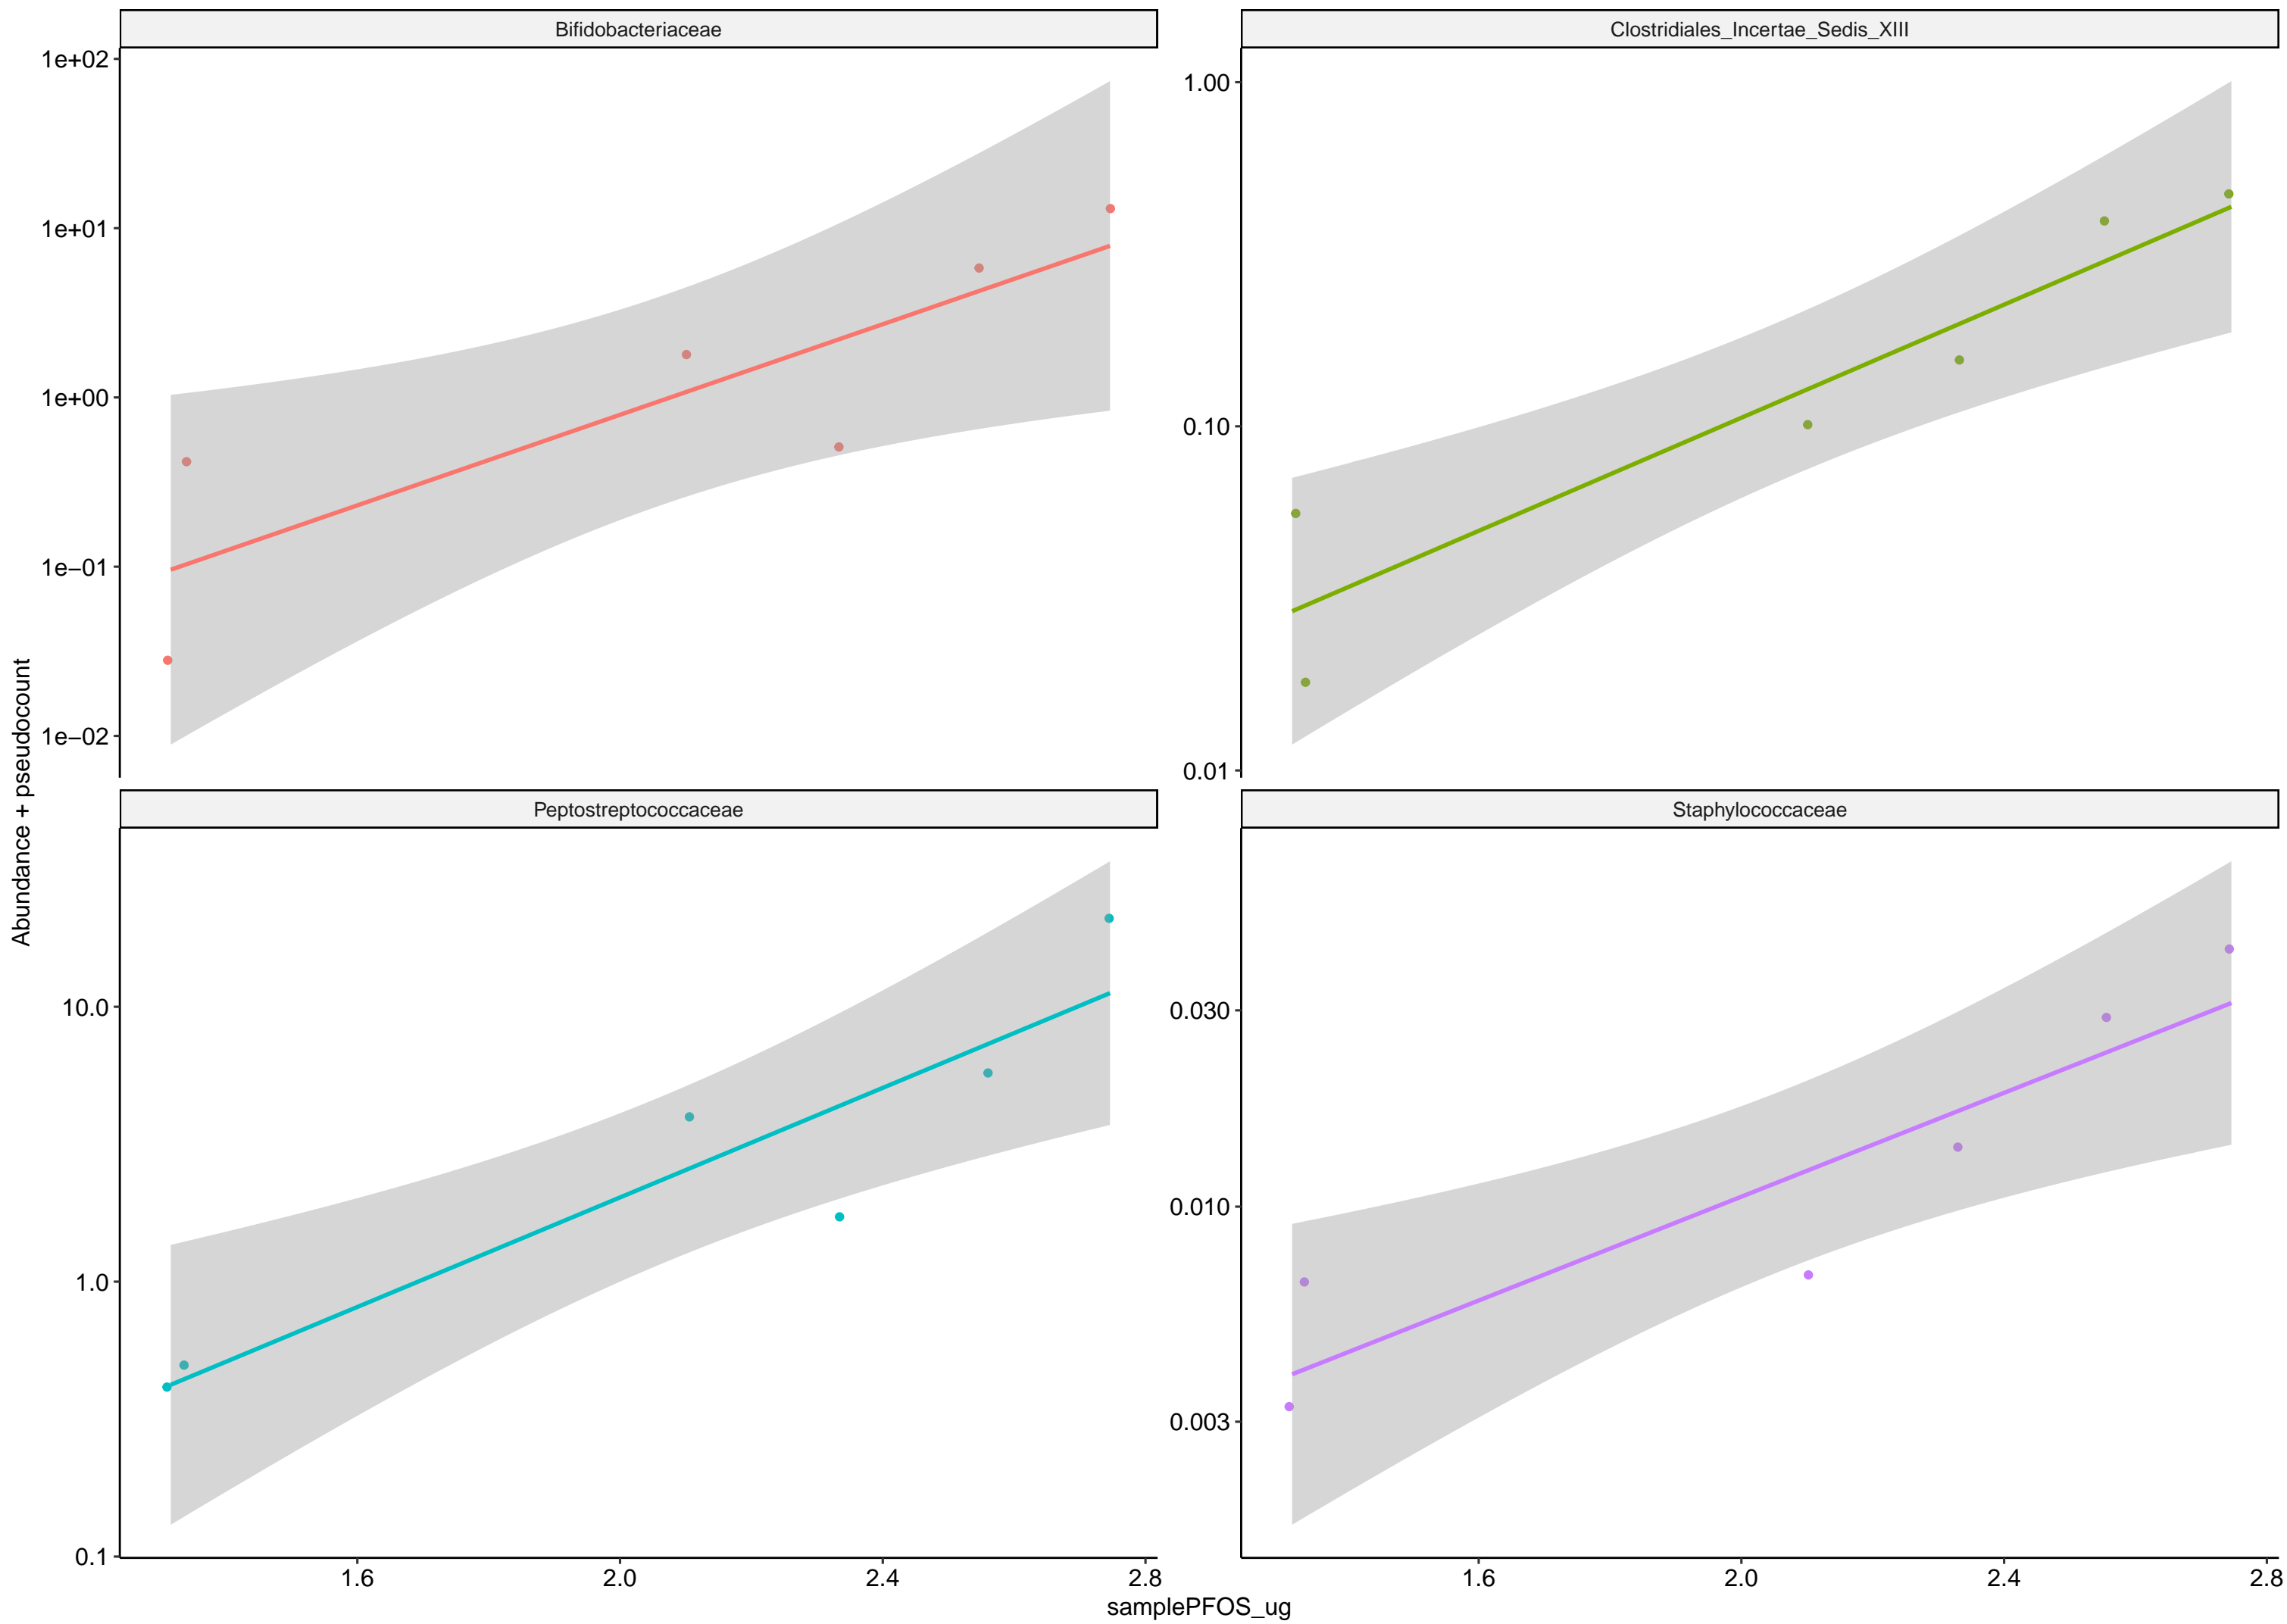 Bifidobacteriaceae
Clostridiales_Incertae_Sedis_XIII
1e+02
1e+01
1e+00
1e−01
1e−02
1.00
0.10
0.01
Abundance + pseudocount
Peptostreptococcaceae
Staphylococcaceae
10.0
1.0
0.1
0.030
0.010
0.003
1.6 2.0 2.4 2.8
1.6 2.0 2.4 2.8
samplePFOS_ug